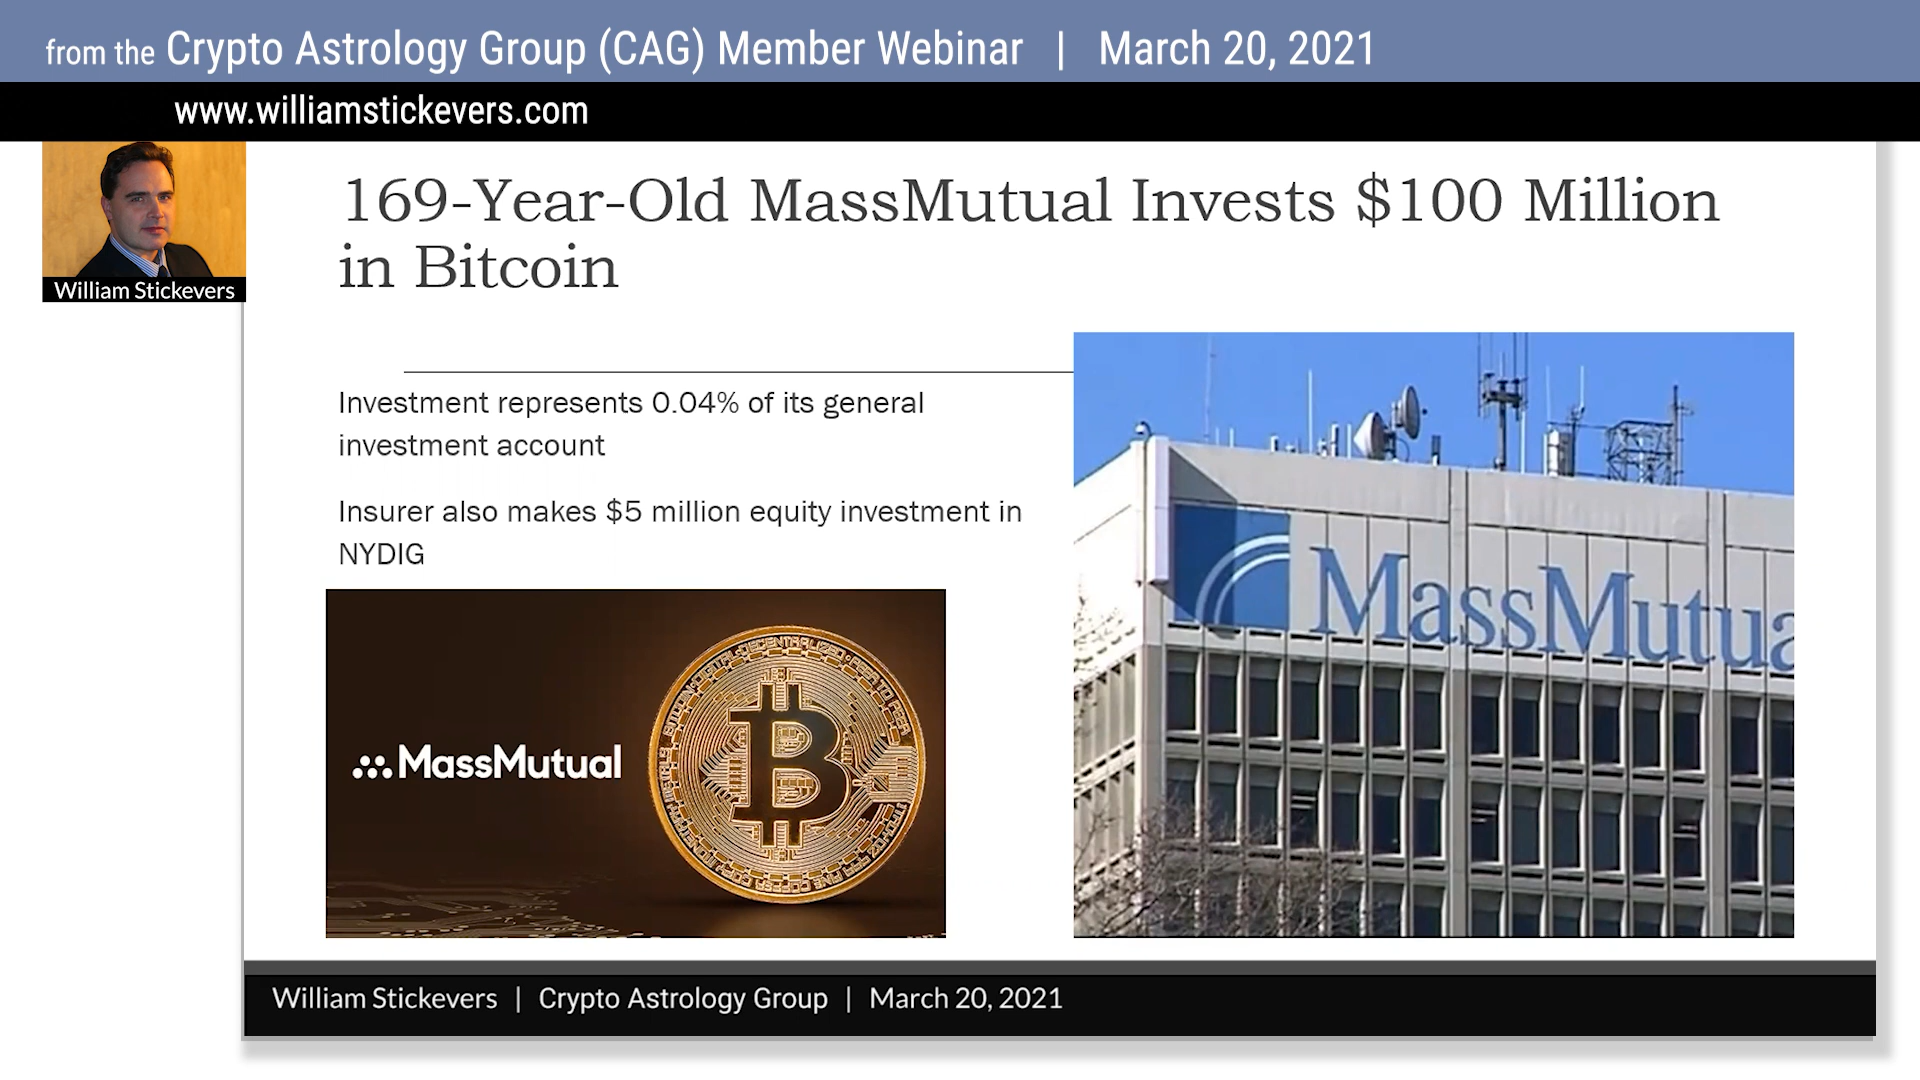 from the Crypto Astrology Group (CAG) Member Webinar | March 20, 2021
www.williamstickevers.com
William Stickevers
169-Year-Old MassMutual Invests $100 Million
in Bitcoin
Investment represents 0.04% of its general
investment account
Insurer also makes $5 million equity investment in
NYDIG
MassMutual
MassMutua
William Stickevers | Crypto Astrology Group | March 20, 2021